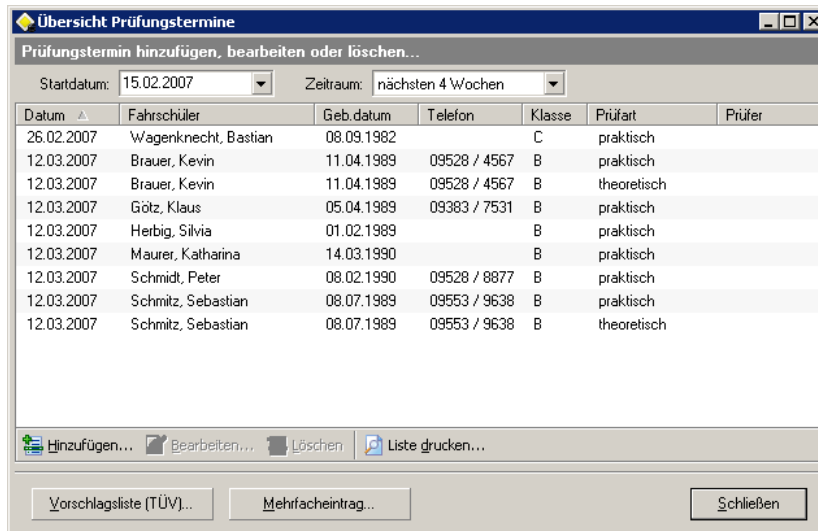 Übersicht Prüfungstermine
Prüfungstermin hinzufügen, bearbeiten oder löschen...
Startdatum: 15.02.2007 Zeitraum: nächsten 4 Wochen
Datum Fahrschüler Geb.datum Telefon Klasse Prüfart Prüfer
26.02.2007 Wagenknecht, Bastian 08.09.1982 C praktisch
12.03.2007 Brauer, Kevin 11.04.1989 09528 / 4567 B praktisch
12.03.2007 Brauer, Kevin 11.04.1989 09528 / 4567 B theoretisch
12.03.2007 Götz, Klaus 05.04.1989 09383 / 7531 B praktisch
12.03.2007 Herbig, Silvia 01.02.1989 B praktisch
12.03.2007 Maurer, Katharina 14.03.1990 B praktisch
12.03.2007 Schmidt, Peter 08.02.1990 09528 / 8877 B praktisch
12.03.2007 Schmitz, Sebastian 08.07.1989 09553 / 9638 B praktisch
12.03.2007 Schmitz, Sebastian 08.07.1989 09553 / 9638 B theoretisch
Hinzufügen... Bearbeiten... Löschen Liste drucken...
Vorschlagsliste (TÜV)... Mehrfacheintrag... Schließen